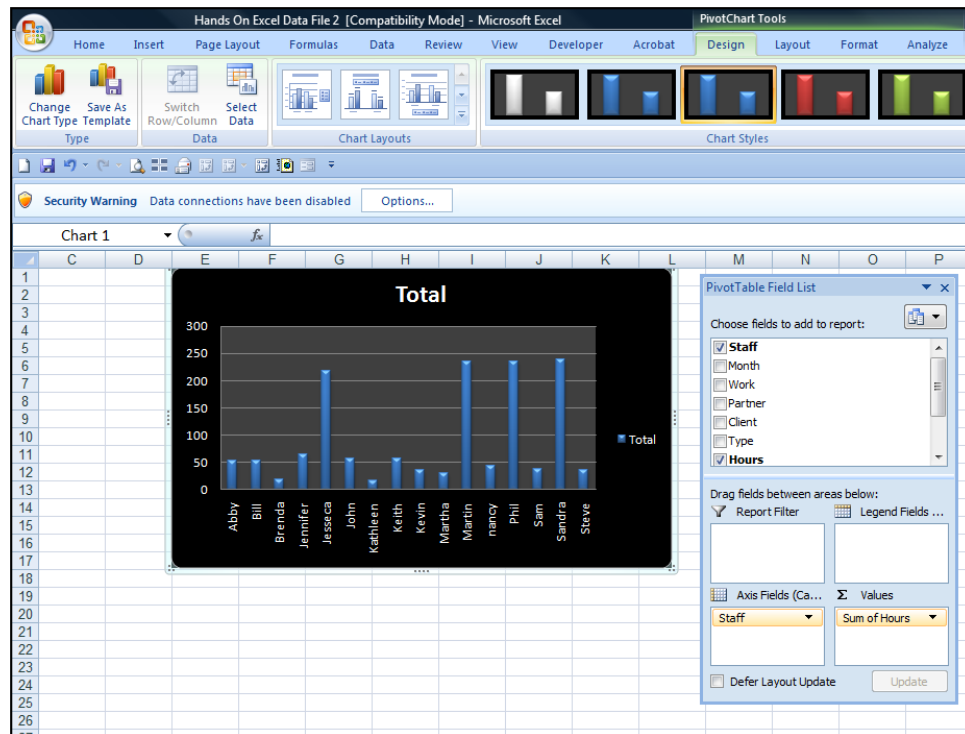 Hands On Excel Data File 2 [Compatibility Mode] - Microsoft Excel
PivotChart Tools
Home Insert Page Layout Formulas Data Review View Developer Acrobat Design Layout Format Analyze
Change Chart Type
Save As Template
Switch Row/Column
Select Data
Type Data Chart Layouts Chart Styles
Security Warning Data connections have been disabled Options...
Chart 1 fx
C D E F G H I J K L M N O P
1
2
3
4
5
6
7
8
9
10
11
12
13
14
15
16
17
18
19
20
21
22
23
24
25
26
Total
300
250
200
150
100
50
0
Abby
Bill
Brenda
Jennifer
Jesseca
John
Kathleen
Keith
Kevin
Martha
Martin
nancy
Phil
Sam
Sandra
Steve
Total
PivotTable Field List
Choose fields to add to report:
Staff
Month
Work
Partner
Client
Type
Hours
Drag fields between areas below:
Report Filter Legend Fields ...
Axis Fields (Ca... Σ Values
Staff Sum of Hours
Defer Layout Update Update